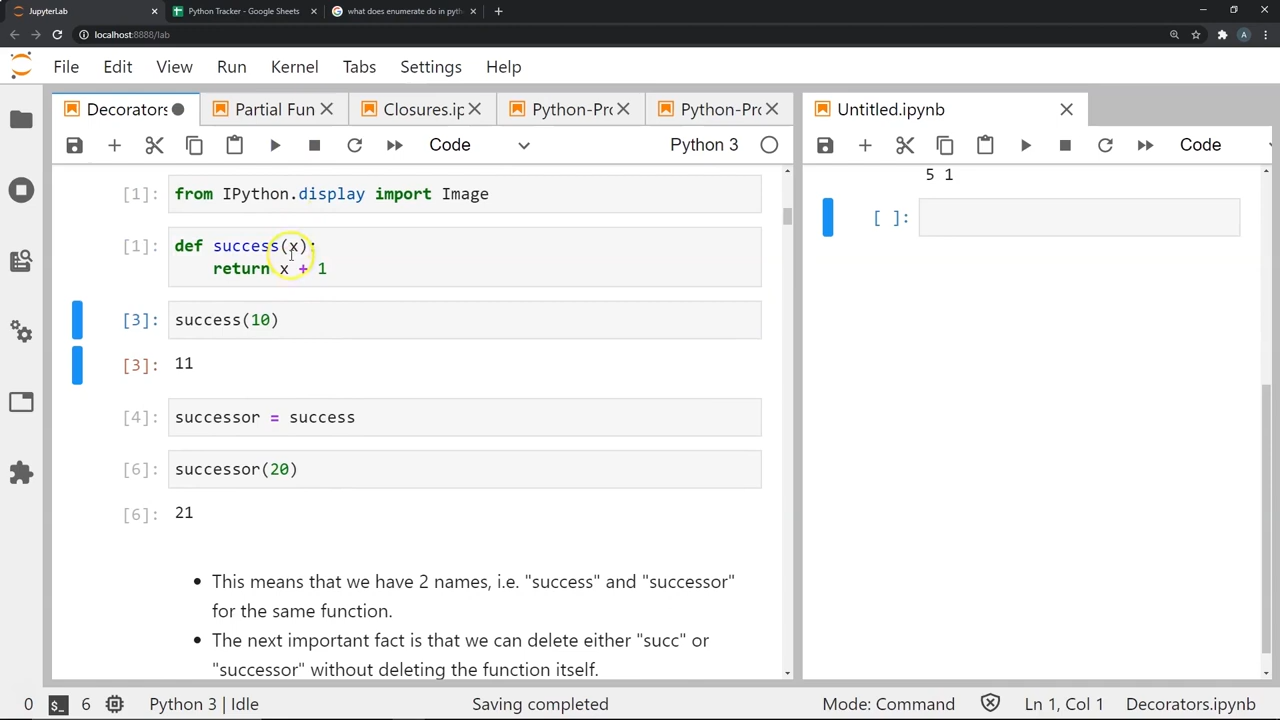 JupyterLab
Python Tracker - Google Sheets
what does enumerate do in pyth
localhost:8888/lab
A
File Edit View Run Kernel Tabs Settings Help
Decorators
Partial Fun
Closures.ip
Python-Pro
Python-Pro
Untitled.ipynb
Code
Python 3
Code
[1]: from IPython.display import Image
[1]: def success(x):
return x + 1
[3]: success(10)
[3]: 11
[4]: successor = success
[6]: successor(20)
[6]: 21
• This means that we have 2 names, i.e. "success" and "successor"
for the same function.
• The next important fact is that we can delete either "succ" or
"successor" without deleting the function itself.
5 1
[ ]:
0 $_ 6 Python 3 | Idle Saving completed Mode: Command Ln 1, Col 1 Decorators.ipynb